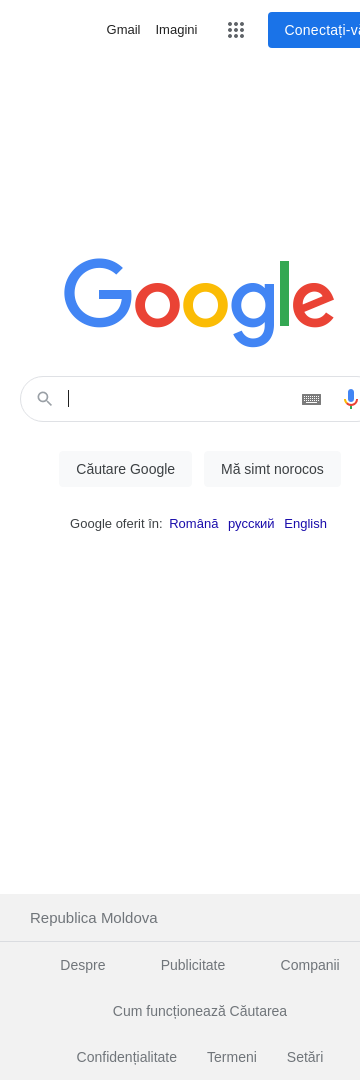 Gmail Imagini Conectați-vă
Google
Căutare Google Mă simt norocos
Google oferit în: Română русский English
Republica Moldova
Despre Publicitate Companii
Cum funcționează Căutarea
Confidențialitate Termeni Setări